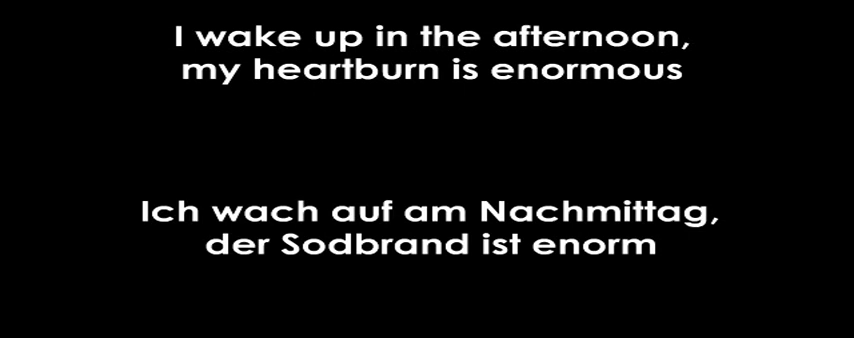 I wake up in the afternoon,
my heartburn is enormous
Ich wach auf am Nachmittag,
der Sodbrand ist enorm